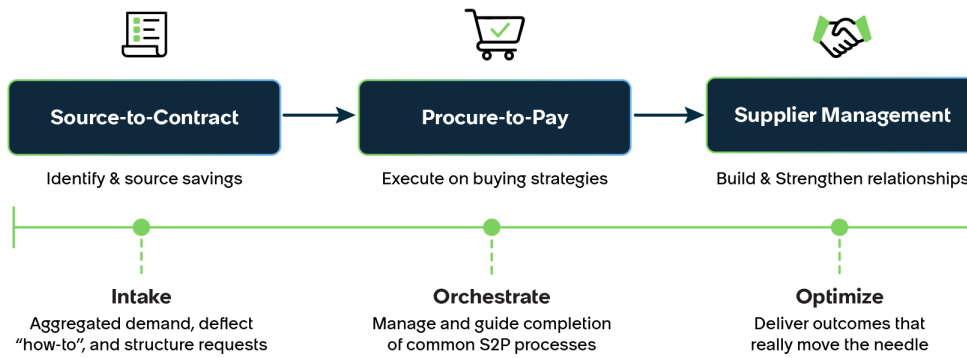 Source-to-Contract
Procure-to-Pay
Supplier Management
Identify & source savings
Execute on buying strategies
Build & Strengthen relationships
Intake
Aggregated demand, deflect
“how-to”, and structure requests
Orchestrate
Manage and guide completion
of common S2P processes
Optimize
Deliver outcomes that
really move the needle